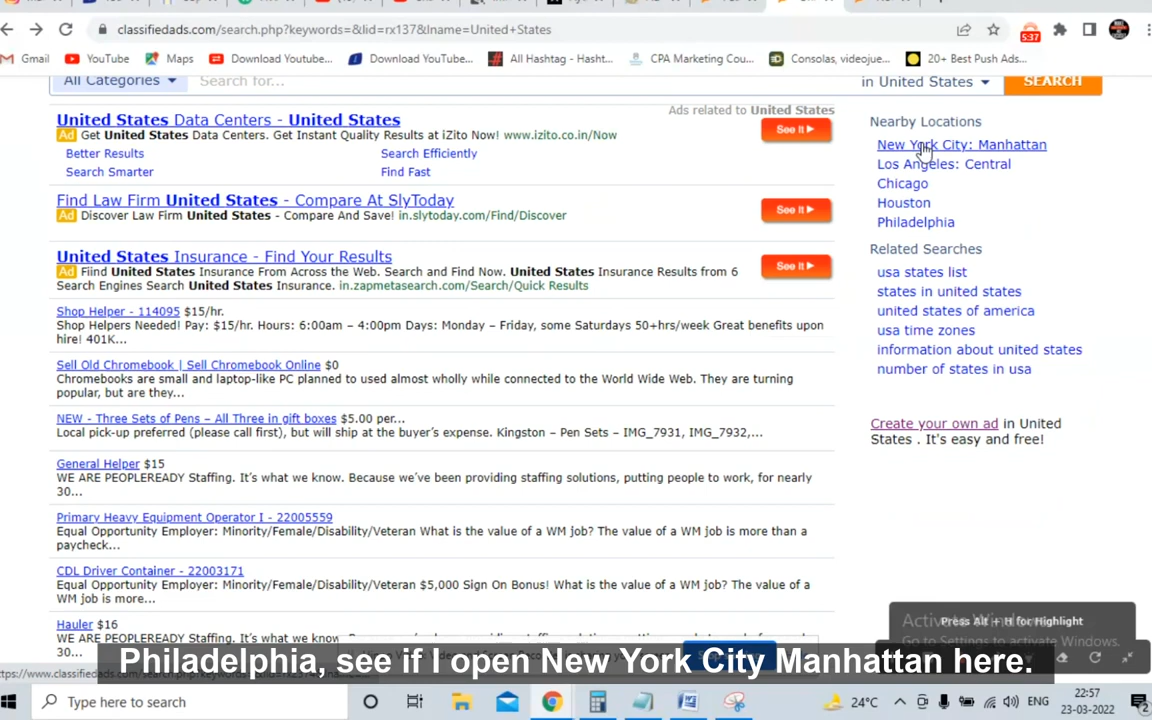 classifiedads.com/search.php?keywords=&lid=rx137&lname=United+States
5:37
Gmail YouTube Maps Download Youtube... Download YouTube... All Hashtag - Hasht... CPA Marketing Cou... Consolas, videojue... 20+ Best Push Ads...
All Categories Search for... in United States SEARCH
Ads related to United States
United States Data Centers - United States
Ad Get United States Data Centers. Get Instant Quality Results at iZito Now! www.izito.co.in/Now
See It
Better Results Search Efficiently
Search Smarter Find Fast
Find Law Firm United States - Compare At SlyToday
Ad Discover Law Firm United States - Compare And Save! in.slytoday.com/Find/Discover
See It
United States Insurance - Find Your Results
Ad Fiind United States Insurance From Across the Web. Search and Find Now. United States Insurance Results from 6
Search Engines Search United States Insurance. in.zapmetasearch.com/Search/Quick Results
See It
Shop Helper - 114095 $15/hr.
Shop Helpers Needed! Pay: $15/hr. Hours: 6:00am – 4:00pm Days: Monday – Friday, some Saturdays 50+hrs/week Great benefits upon
hire! 401K...
Sell Old Chromebook | Sell Chromebook Online $0
Chromebooks are small and laptop-like PC planned to used almost wholly while connected to the World Wide Web. They are turning
popular, but are they...
NEW - Three Sets of Pens – All Three in gift boxes $5.00 per...
Local pick-up preferred (please call first), but will ship at the buyer's expense. Kingston – Pen Sets – IMG_7931, IMG_7932,...
General Helper $15
WE ARE PEOPLEREADY Staffing. It's what we know. Because we've been providing staffing solutions, putting people to work, for nearly
30...
Primary Heavy Equipment Operator I - 22005559
Equal Opportunity Employer: Minority/Female/Disability/Veteran What is the value of a WM job? The value of a WM job is more than a
paycheck...
CDL Driver Container - 22003171
Equal Opportunity Employer: Minority/Female/Disability/Veteran $5,000 Sign On Bonus! What is the value of a WM job? The value of a
WM job is more...
Hauler $16
WE ARE PEOPLEREADY Staffing. It's what we know
30...
Nearby Locations
New York City: Manhattan
Los Angeles: Central
Chicago
Houston
Philadelphia
Related Searches
usa states list
states in united states
united states of america
usa time zones
information about united states
number of states in usa
Create your own ad in United
States . It's easy and free!
Activate Windows
Press Alt + H for Highlight
Go to Settings to activate Windows.
Philadelphia, see if I open New York City Manhattan here.
Type here to search
24°C ENG 22:57
23-03-2022 2